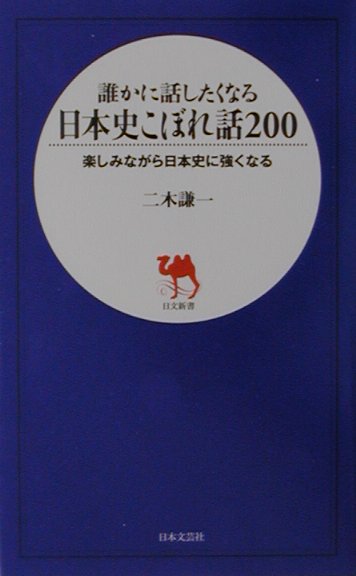 誰かに話したくなる
日本史こぼれ話200
楽しみながら日本史に強くなる
二木謙一
日文新書
日本文芸社